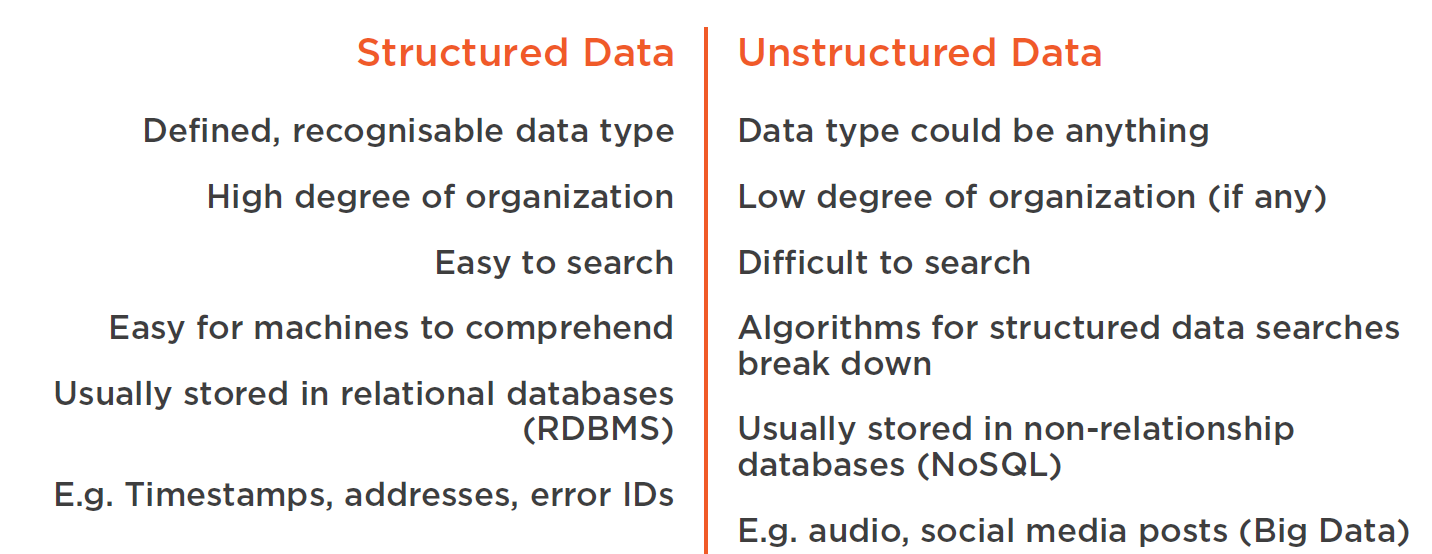 Structured Data
Defined, recognisable data type
High degree of organization
Easy to search
Easy for machines to comprehend
Usually stored in relational databases
(RDBMS)
E.g. Timestamps, addresses, error IDs
Unstructured Data
Data type could be anything
Low degree of organization (if any)
Difficult to search
Algorithms for structured data searches
break down
Usually stored in non-relationship
databases (NoSQL)
E.g. audio, social media posts (Big Data)